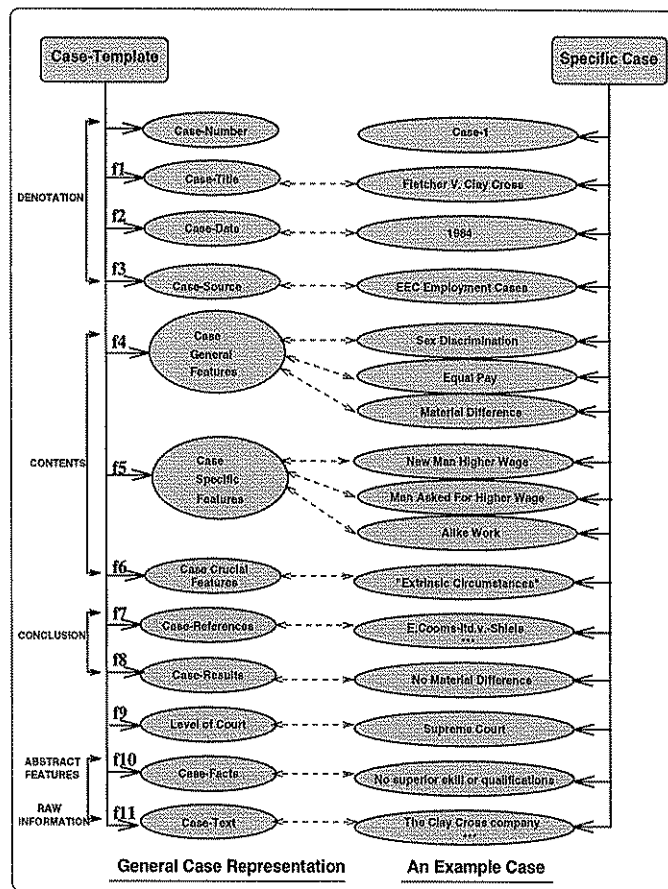 Case-Template
Specific Case
Case-Number
Case-1
f1
Case-Title
Fletcher V. Clay Cross
DENOTATION
f2
Case-Date
1984
f3
Case-Source
EEC Employment Cases
f4
Case
General
Features
Sex Discrimination
Equal Pay
Material Difference
CONTENTS
f5
Case
Specific
Features
New Man Higher Wage
Man Asked For Higher Wage
Alike Work
f6
Case Crucial
Features
"Extrinsic Circumstances"
f7
Case-References
E.Cooms-ltd.v.-Shiels
...
CONCLUSION
f8
Case-Results
No Material Difference
f9
Level of Court
Supreme Court
ABSTRACT
FEATURES
f10
Case-Facts
No superior skill or qualifications
RAW
INFORMATION
f11
Case-Text
The Clay Cross company
...
General Case Representation
An Example Case